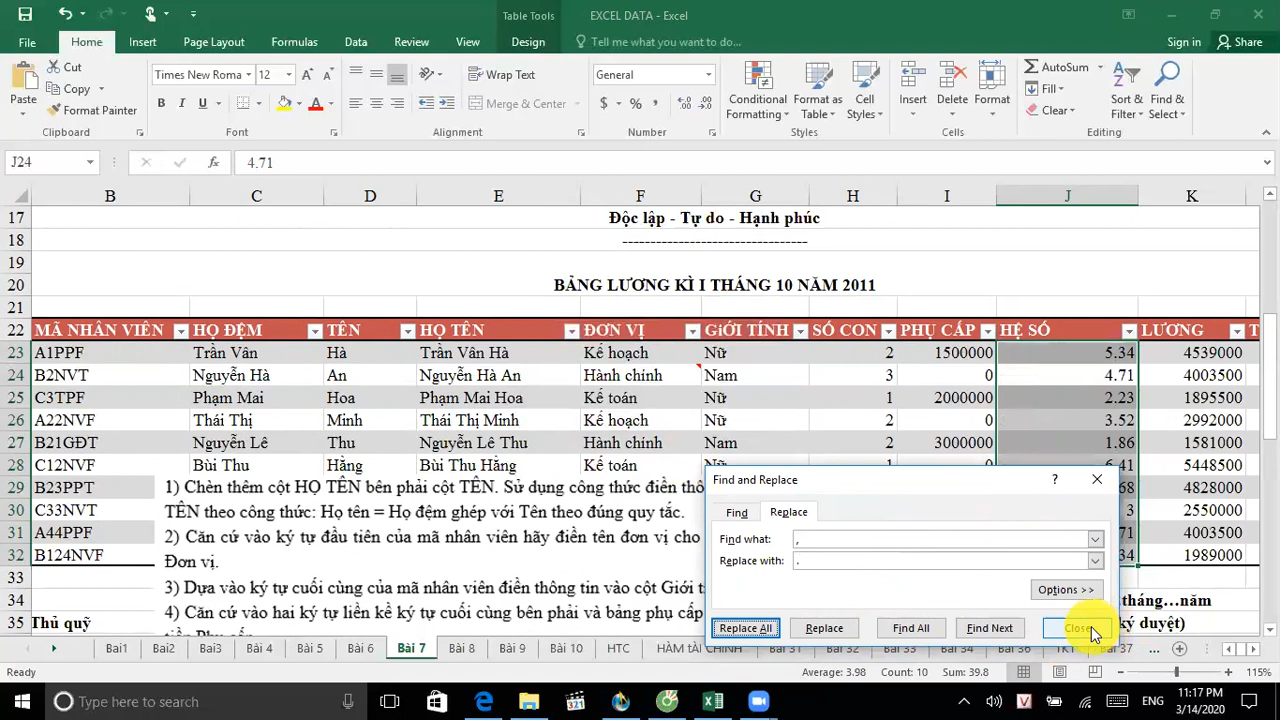 Table Tools
EXCEL DATA - Excel
File
Home
Insert
Page Layout
Formulas
Data
Review
View
Design
Tell me what you want to do...
Sign in
Share
Paste
Cut
Copy
Format Painter
Clipboard
Times New Roma
12
B I U
Font
Wrap Text
Merge & Center
Alignment
General
$ % ,
Number
Conditional Formatting
Format as Table
Cell Styles
Styles
Insert
Delete
Format
Cells
AutoSum
Fill
Clear
Sort & Filter
Find & Select
Editing
J24
fx
4.71
B C D E F G H I J K
17 Độc lập - Tự do - Hạnh phúc
18 --------------------------------
19
20 BẢNG LƯƠNG KÌ I THÁNG 10 NĂM 2011
21
22 MÃ NHÂN VIÊN HỌ ĐỆM TÊN HỌ TÊN ĐƠN VỊ GiỚI TÍNH SỐ CON PHỤ CẤP HỆ SỐ LƯƠNG T
23 A1PPF Trần Vân Hà Trần Vân Hà Kế hoạch Nữ 2 1500000 5.34 4539000
24 B2NVT Nguyễn Hà An Nguyễn Hà An Hành chính Nam 3 0 4.71 4003500
25 C3TPF Phạm Mai Hoa Phạm Mai Hoa Kế toán Nữ 1 2000000 2.23 1895500
26 A22NVF Thái Thị Minh Thái Thị Minh Kế hoạch Nữ 2 0 3.52 2992000
27 B21GĐT Nguyễn Lê Thu Nguyễn Lê Thu Hành chính Nam 2 3000000 1.86 1581000
28 C12NVF Bùi Thu Hằng Bùi Thu Hằng Kế toán 6.41 5448500
29 B23PPT 68 4828000
30 C33NVT 2550000
31 A44PPF 71 4003500
32 B124NVF 34 1989000
33
34 tháng…năm
35 Thủ quỹ ký duyệt)
1) Chèn thêm cột HỌ TÊN bên phải cột TÊN. Sử dụng công thức điền thô
TÊN theo công thức: Họ tên = Họ đệm ghép với Tên theo đúng quy tắc.
2) Căn cứ vào ký tự đầu tiên của mã nhân viên hãy điền tên đơn vị cho
Đơn vị.
3) Dựa vào ký tự cuối cùng của mã nhân viên điền thông tin vào cột Giới t
4) Căn cứ vào hai ký tự liền kề ký tự cuối cùng bên phải và bảng phụ cấp
Find and Replace
?
Find
Replace
Find what: ,
Replace with: .
Options >>
Replace All
Replace
Find All
Find Next
Close
Bai1
Bài 2
Bài 3
Bài 4
Bài 5
Bài 6
Bài 7
Bài 8
Bài 9
Bài 10
HTC
HÀM TÀI CHÍNH
Bài 31
Bài 32
Bài 33
Bài 34
Bài 36
TKT
Bài 37
...
Ready
Average: 3.98
Count: 10
Sum: 39.8
115%
Type here to search
321
V
ENG
11:17 PM
3/14/2020